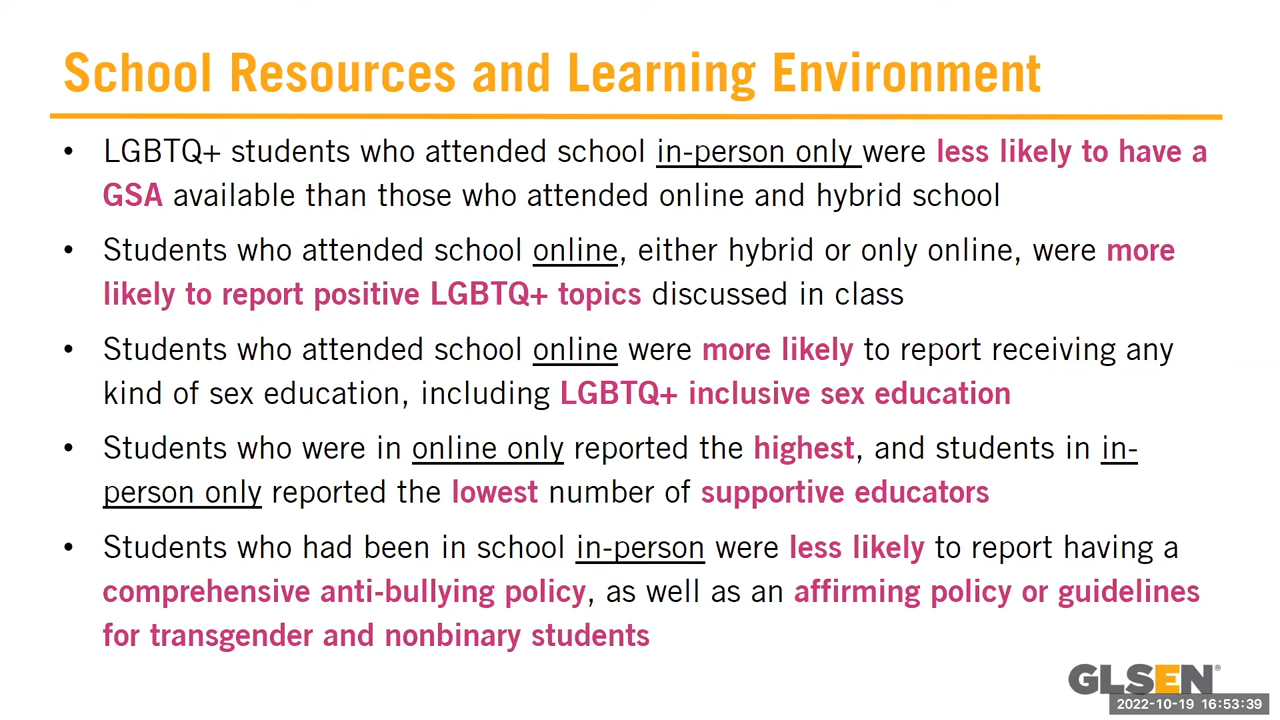 School Resources and Learning Environment
• LGBTQ+ students who attended school in-person only were less likely to have a
GSA available than those who attended online and hybrid school
• Students who attended school online, either hybrid or only online, were more
likely to report positive LGBTQ+ topics discussed in class
• Students who attended school online were more likely to report receiving any
kind of sex education, including LGBTQ+ inclusive sex education
• Students who were in online only reported the highest, and students in in-
person only reported the lowest number of supportive educators
• Students who had been in school in-person were less likely to report having a
comprehensive anti-bullying policy, as well as an affirming policy or guidelines
for transgender and nonbinary students
GLSEN®
2022-10-19 16:53:39